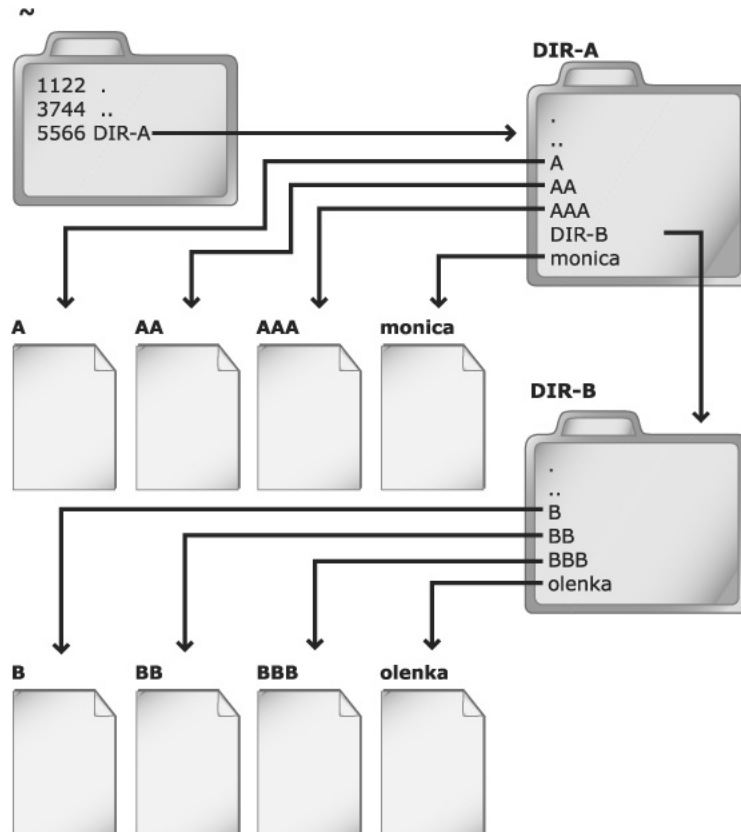 ~
1122 .
3744 ..
5566 DIR-A
DIR-A
.
..
A
AA
AAA
DIR-B
monica
A
AA
AAA
monica
DIR-B
.
..
B
BB
BBB
olenka
B
BB
BBB
olenka